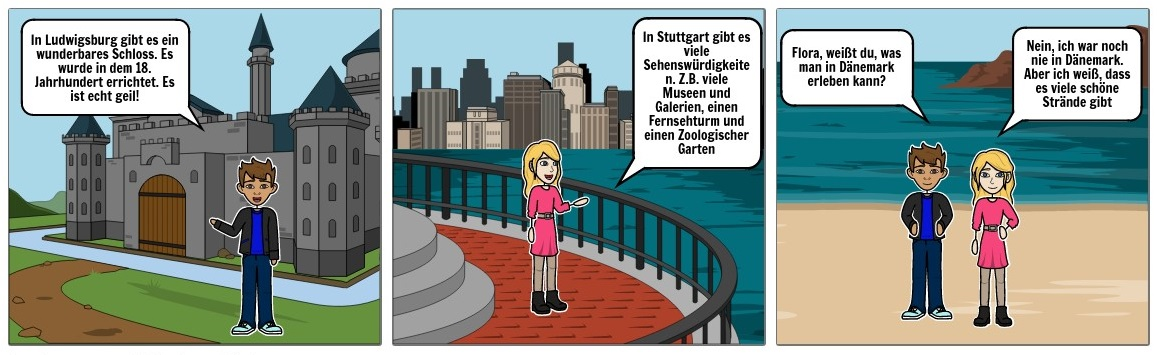 In Ludwigsburg gibt es ein
wunderbares Schloss. Es
wurde in dem 18.
Jahrhundert errichtet. Es
ist echt geil!
In Stuttgart gibt es
viele
Sehenswürdigkeite
n. Z.B. viele
Museen und
Galerien, einen
Fernsehturm und
einen Zoologischer
Garten
Flora, weißt du, was
man in Dänemark
erleben kann?
Nein, ich war noch
nie in Dänemark.
Aber ich weiß, dass
es viele schöne
Strände gibt